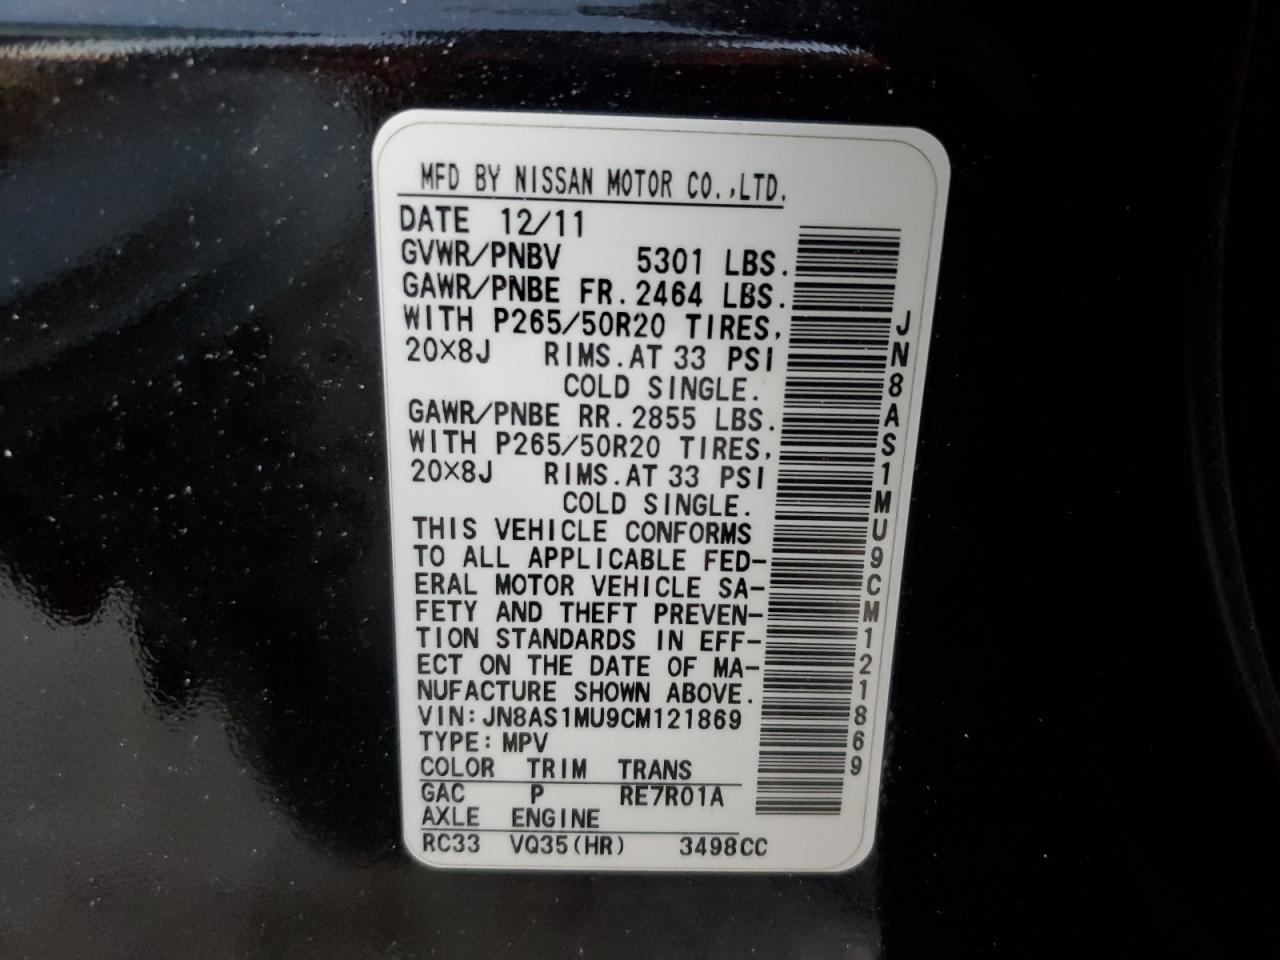 MFD BY NISSAN MOTOR CO.,LTD.
DATE 12/11
GVWR/PNBV 5301 LBS.
GAWR/PNBE FR. 2464 LBS.
WITH P265/50R20 TIRES,
20×8J RIMS. AT 33 PSI
COLD SINGLE.
GAWR/PNBE RR. 2855 LBS.
WITH P265/50R20 TIRES,
20×8J RIMS. AT 33 PSI
COLD SINGLE.
THIS VEHICLE CONFORMS
TO ALL APPLICABLE FED-
ERAL MOTOR VEHICLE SA-
FETY AND THEFT PREVEN-
TION STANDARDS IN EFF-
ECT ON THE DATE OF MA-
NUFACTURE SHOWN ABOVE.
VIN: JN8AS1MU9CM121869
TYPE: MPV
COLOR TRIM TRANS
GAC P RE7R01A
AXLE ENGINE
RC33 VQ35(HR) 3498CC
JN8AS1MU9CM121869